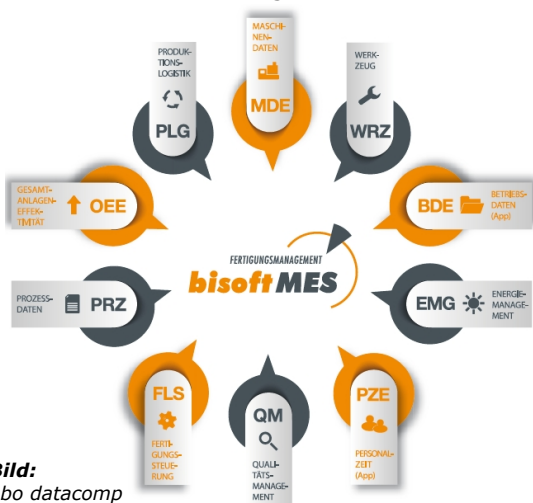 MASCHI-
NEN-
DATEN
MDE
WERK-
ZEUG
WRZ
BDE
BETRIEBS-
DATEN
(App)
EMG
ENERGIE-
MANAGE-
MENT
PZE
PERSONAL-
ZEIT
(App)
QM
QUALI-
TÄTS-
MANAGE-
MENT
FLS
FERTI-
GUNGS-
STEUE-
RUNG
PROZESS-
DATEN
PRZ
GESAMT-
ANLAGEN-
EFFEK-
TIVITÄT
OEE
PRODUK-
TIONS-
LOGISTIK
PLG
FERTIGUNGSMANAGEMENT
bisoft MES
Bild:
bo datacomp